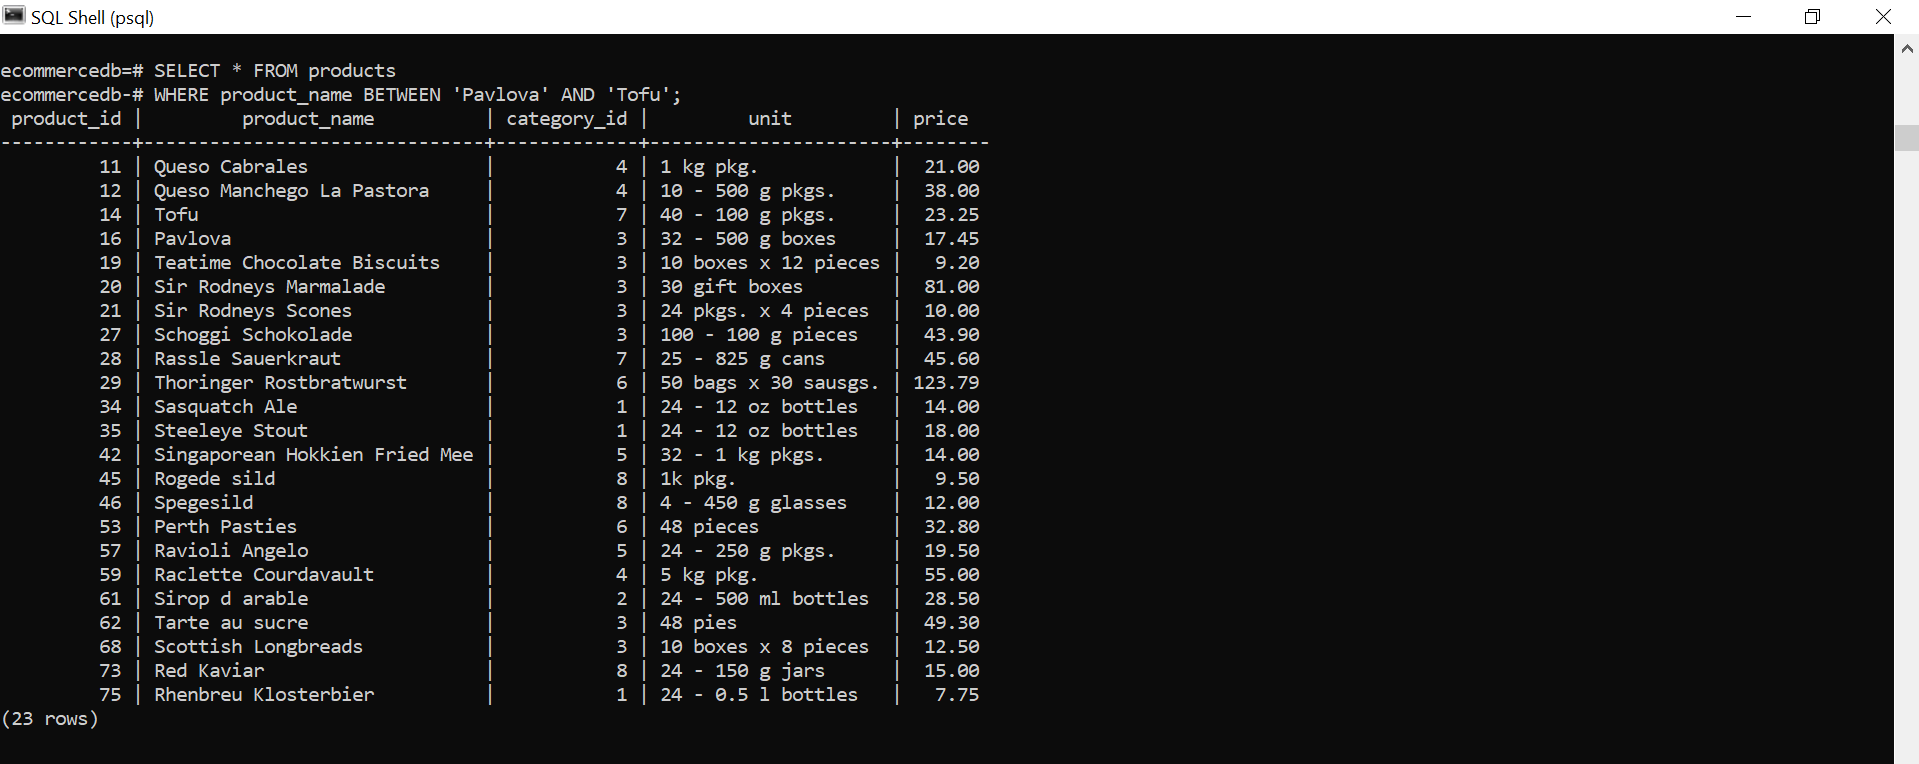 SQL Shell (psql)
ecommercedb=# SELECT * FROM products
ecommercedb-# WHERE product_name BETWEEN 'Pavlova' AND 'Tofu';
 product_id |         product_name          | category_id |         unit         | price
------------+-------------------------------+-------------+----------------------+--------
         11 | Queso Cabrales                |           4 | 1 kg pkg.            |  21.00
         12 | Queso Manchego La Pastora     |           4 | 10 - 500 g pkgs.     |  38.00
         14 | Tofu                          |           7 | 40 - 100 g pkgs.     |  23.25
         16 | Pavlova                       |           3 | 32 - 500 g boxes     |  17.45
         19 | Teatime Chocolate Biscuits    |           3 | 10 boxes x 12 pieces |   9.20
         20 | Sir Rodneys Marmalade         |           3 | 30 gift boxes        |  81.00
         21 | Sir Rodneys Scones            |           3 | 24 pkgs. x 4 pieces  |  10.00
         27 | Schoggi Schokolade            |           3 | 100 - 100 g pieces   |  43.90
         28 | Rassle Sauerkraut             |           7 | 25 - 825 g cans      |  45.60
         29 | Thoringer Rostbratwurst       |           6 | 50 bags x 30 sausgs. | 123.79
         34 | Sasquatch Ale                 |           1 | 24 - 12 oz bottles   |  14.00
         35 | Steeleye Stout                |           1 | 24 - 12 oz bottles   |  18.00
         42 | Singaporean Hokkien Fried Mee |           5 | 32 - 1 kg pkgs.      |  14.00
         45 | Rogede sild                   |           8 | 1k pkg.              |   9.50
         46 | Spegesild                     |           8 | 4 - 450 g glasses    |  12.00
         53 | Perth Pasties                 |           6 | 48 pieces            |  32.80
         57 | Ravioli Angelo                |           5 | 24 - 250 g pkgs.     |  19.50
         59 | Raclette Courdavault          |           4 | 5 kg pkg.            |  55.00
         61 | Sirop d arable                |           2 | 24 - 500 ml bottles  |  28.50
         62 | Tarte au sucre                |           3 | 48 pies              |  49.30
         68 | Scottish Longbreads           |           3 | 10 boxes x 8 pieces  |  12.50
         73 | Red Kaviar                    |           8 | 24 - 150 g jars      |  15.00
         75 | Rhenbreu Klosterbier          |           1 | 24 - 0.5 l bottles   |   7.75
(23 rows)